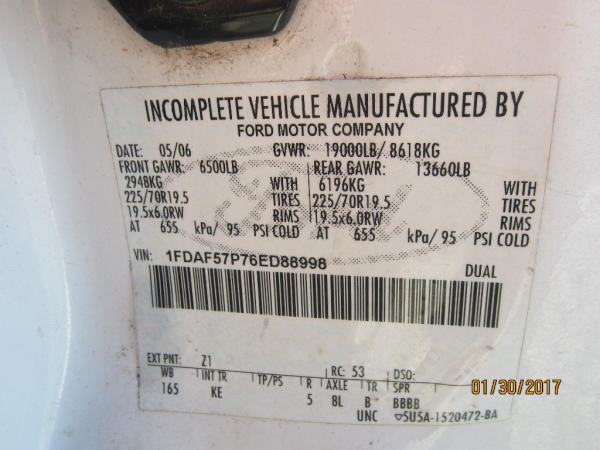 INCOMPLETE VEHICLE MANUFACTURED BY
FORD MOTOR COMPANY
DATE: 05/06 GVWR: 19000LB/ 8618KG
FRONT GAWR: 6500LB REAR GAWR: 13660LB
2948KG WITH 6196KG WITH
225/70R19.5 TIRES 225/70R19.5 TIRES
19.5x6.0RW RIMS 19.5x6.0RW RIMS
AT 655 kPa/ 95 PSI COLD AT 655 kPa/ 95 PSI COLD
VIN: 1FDAF57P76ED88998
DUAL
EXT PNT: Z1 RC: 53 DSO:
WB INT TR TP/PS R AXLE TR SPR
165 KE 5 8L B BBBB
UNC ▽5U5A-1520472-BA
01/30/2017